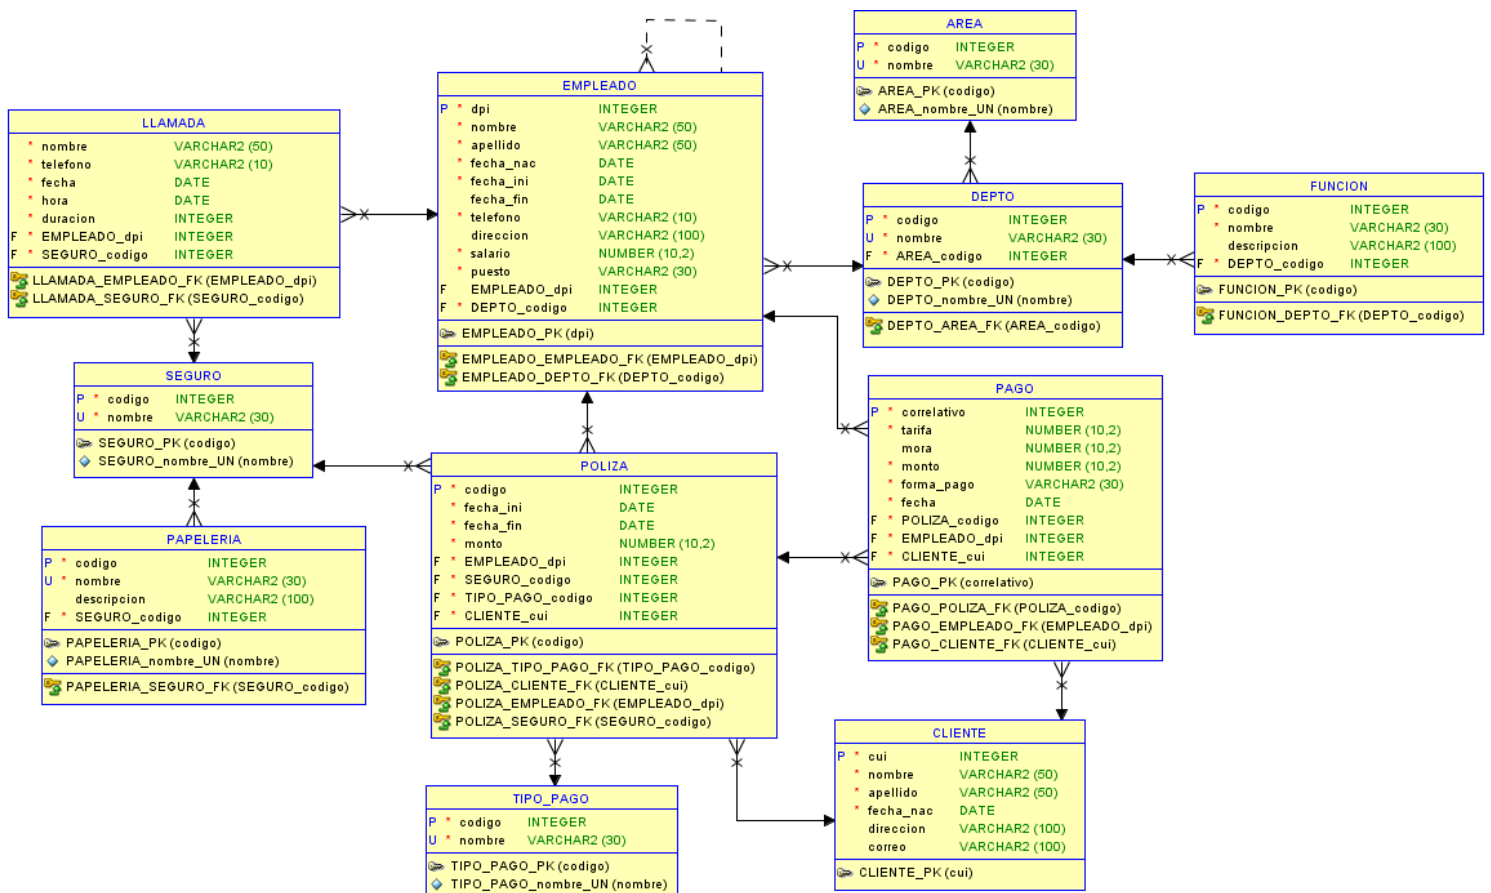 AREA
P * codigo INTEGER
U * nombre VARCHAR2 (30)
AREA_PK (codigo)
AREA_nombre_UN (nombre)
EMPLEADO
P * dpi INTEGER
* nombre VARCHAR2 (50)
* apellido VARCHAR2 (50)
* fecha_nac DATE
* fecha_ini DATE
fecha_fin DATE
* telefono VARCHAR2 (10)
direccion VARCHAR2 (100)
* salario NUMBER (10,2)
* puesto VARCHAR2 (30)
F EMPLEADO_dpi INTEGER
F * DEPTO_codigo INTEGER
EMPLEADO_PK (dpi)
EMPLEADO_EMPLEADO_FK (EMPLEADO_dpi)
EMPLEADO_DEPTO_FK (DEPTO_codigo)
LLAMADA
* nombre VARCHAR2 (50)
* telefono VARCHAR2 (10)
* fecha DATE
* hora DATE
* duracion INTEGER
F * EMPLEADO_dpi INTEGER
F * SEGURO_codigo INTEGER
LLAMADA_EMPLEADO_FK (EMPLEADO_dpi)
LLAMADA_SEGURO_FK (SEGURO_codigo)
DEPTO
P * codigo INTEGER
U * nombre VARCHAR2 (30)
F * AREA_codigo INTEGER
DEPTO_PK (codigo)
DEPTO_nombre_UN (nombre)
DEPTO_AREA_FK (AREA_codigo)
FUNCION
P * codigo INTEGER
* nombre VARCHAR2 (30)
descripcion VARCHAR2 (100)
F * DEPTO_codigo INTEGER
FUNCION_PK (codigo)
FUNCION_DEPTO_FK (DEPTO_codigo)
SEGURO
P * codigo INTEGER
U * nombre VARCHAR2 (30)
SEGURO_PK (codigo)
SEGURO_nombre_UN (nombre)
PAGO
P * correlativo INTEGER
* tarifa NUMBER (10,2)
mora NUMBER (10,2)
* monto NUMBER (10,2)
* forma_pago VARCHAR2 (30)
* fecha DATE
F * POLIZA_codigo INTEGER
F * EMPLEADO_dpi INTEGER
F * CLIENTE_cui INTEGER
PAGO_PK (correlativo)
PAGO_POLIZA_FK (POLIZA_codigo)
PAGO_EMPLEADO_FK (EMPLEADO_dpi)
PAGO_CLIENTE_FK (CLIENTE_cui)
POLIZA
P * codigo INTEGER
* fecha_ini DATE
* fecha_fin DATE
* monto NUMBER (10,2)
F * EMPLEADO_dpi INTEGER
F * SEGURO_codigo INTEGER
F * TIPO_PAGO_codigo INTEGER
F * CLIENTE_cui INTEGER
POLIZA_PK (codigo)
POLIZA_TIPO_PAGO_FK (TIPO_PAGO_codigo)
POLIZA_CLIENTE_FK (CLIENTE_cui)
POLIZA_EMPLEADO_FK (EMPLEADO_dpi)
POLIZA_SEGURO_FK (SEGURO_codigo)
PAPELERIA
P * codigo INTEGER
U * nombre VARCHAR2 (30)
descripcion VARCHAR2 (100)
F * SEGURO_codigo INTEGER
PAPELERIA_PK (codigo)
PAPELERIA_nombre_UN (nombre)
PAPELERIA_SEGURO_FK (SEGURO_codigo)
CLIENTE
P * cui INTEGER
* nombre VARCHAR2 (50)
* apellido VARCHAR2 (50)
* fecha_nac DATE
direccion VARCHAR2 (100)
correo VARCHAR2 (100)
CLIENTE_PK (cui)
TIPO_PAGO
P * codigo INTEGER
U * nombre VARCHAR2 (30)
TIPO_PAGO_PK (codigo)
TIPO_PAGO_nombre_UN (nombre)